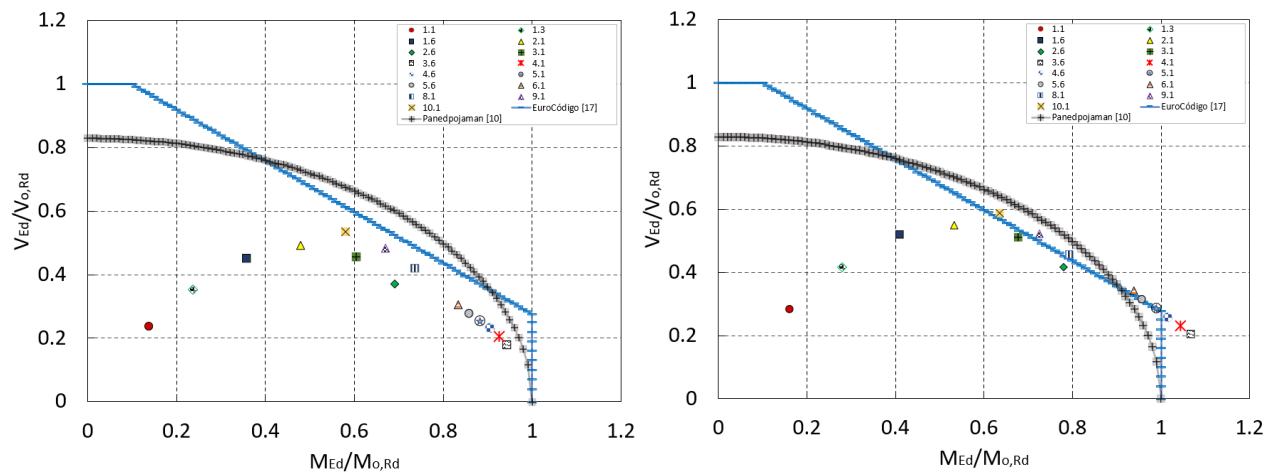 1.2
1
0.8
0.6
0.4
0.2
0
VEd/Vo,Rd
0 0.2 0.4 0.6 0.8 1 1.2
MEd/Mo,Rd
1.1 1.3
1.6 2.1
2.6 3.1
3.6 4.1
4.6 5.1
5.6 6.1
8.1 9.1
10.1 EuroCódigo [17]
Panedpojaman [10]
1.2
1
0.8
0.6
0.4
0.2
0
VEd/Vo,Rd
0 0.2 0.4 0.6 0.8 1 1.2
MEd/Mo,Rd
1.1 1.3
1.6 2.1
2.6 3.1
3.6 4.1
4.6 5.1
5.6 6.1
8.1 9.1
10.1 EuroCódigo [17]
Panedpojaman [10]